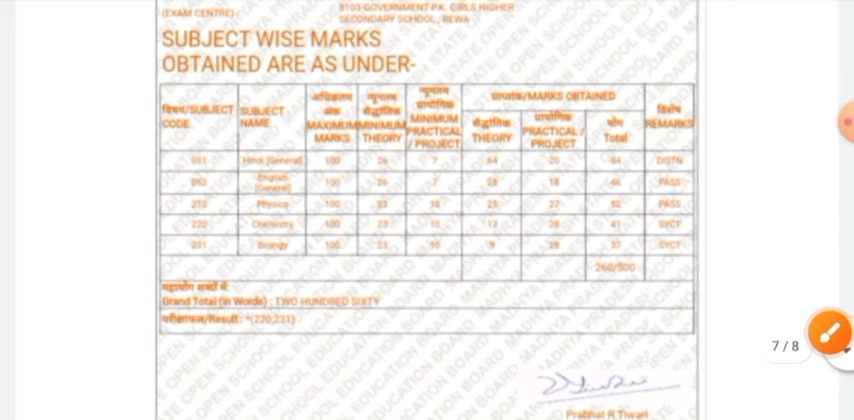 (EXAM CENTRE)
9103 GOVERNMENT P.K. GIRLS HIGHER
SECONDARY SCHOOL, REWA
SUBJECT WISE MARKS
OBTAINED ARE AS UNDER-
विषय/SUBJECT CODE SUBJECT NAME अधिकतम अंक MAXIMUM MARKS न्यूनतम सैद्धांतिक MINIMUM THEORY न्यूनतम प्रायोगिक MINIMUM PRACTICAL / PROJECT प्राप्तांक/MARKS OBTAINED विशेष REMARKS
सैद्धांतिक THEORY प्रायोगिक PRACTICAL / PROJECT योग Total
051 Hindi [General] 100 26 7 64 20 84 DISTN
052 English [General] 100 26 7 28 18 46 PASS
210 Physics 100 23 10 25 27 52 PASS
220 Chemistry 100 23 10 13 28 41 SYCT
231 Biology 100 23 10 9 28 37 SYCT
260/500
महायोग शब्दों में:
Grand Total (in Words) : TWO HUNDRED SIXTY
परीक्षाफल/Result : *(220,231)
7 / 8
Prabhat R Tiwari